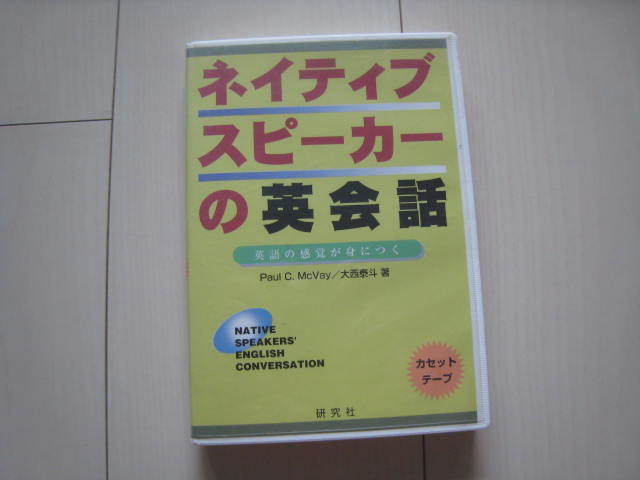 ネイティブ
スピーカー
の英会話
英語の感覚が身につく
Paul C. McVay／大西泰斗 著
NATIVE
SPEAKERS'
ENGLISH
CONVERSATION
カセット
テープ
研究社